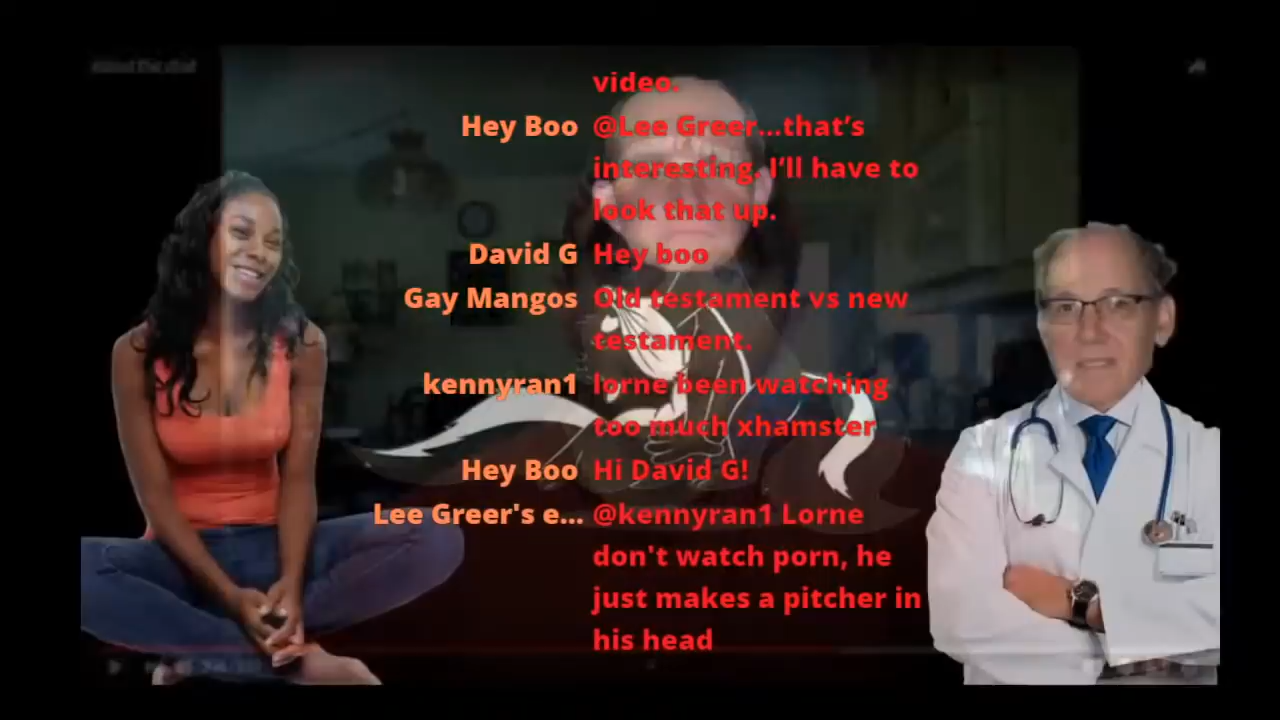 video.
Hey Boo @Lee Greer...that's
interesting. I'll have to
look that up.
David G Hey boo
Gay Mangos Old testament vs new
testament.
kennyran1 lorne been watching
too much xhamster
Hey Boo Hi David G!
Lee Greer's e... @kennyran1 Lorne
don't watch porn, he
just makes a pitcher in
his head